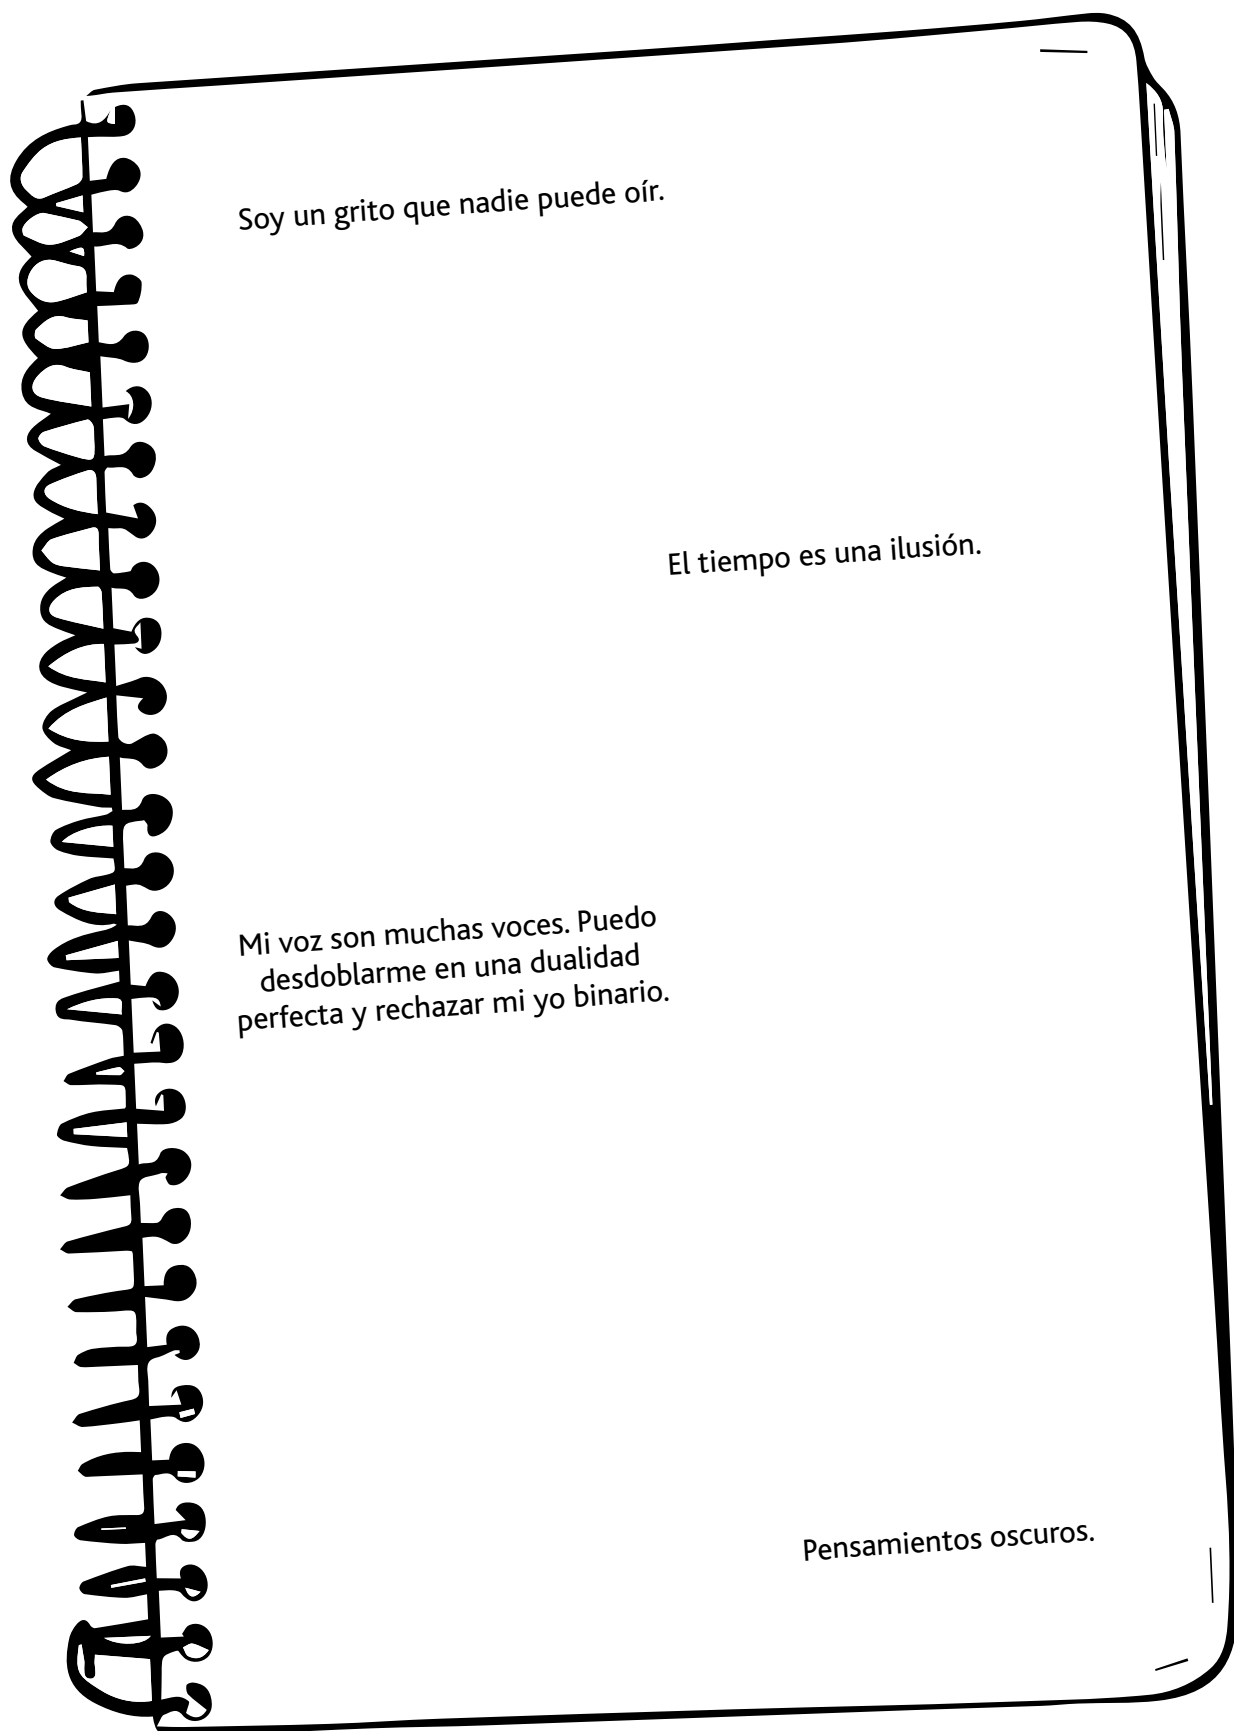 Soy un grito que nadie puede oír.
El tiempo es una ilusión.
Mi voz son muchas voces. Puedo
desdoblarme en una dualidad
perfecta y rechazar mi yo binario.
Pensamientos oscuros.